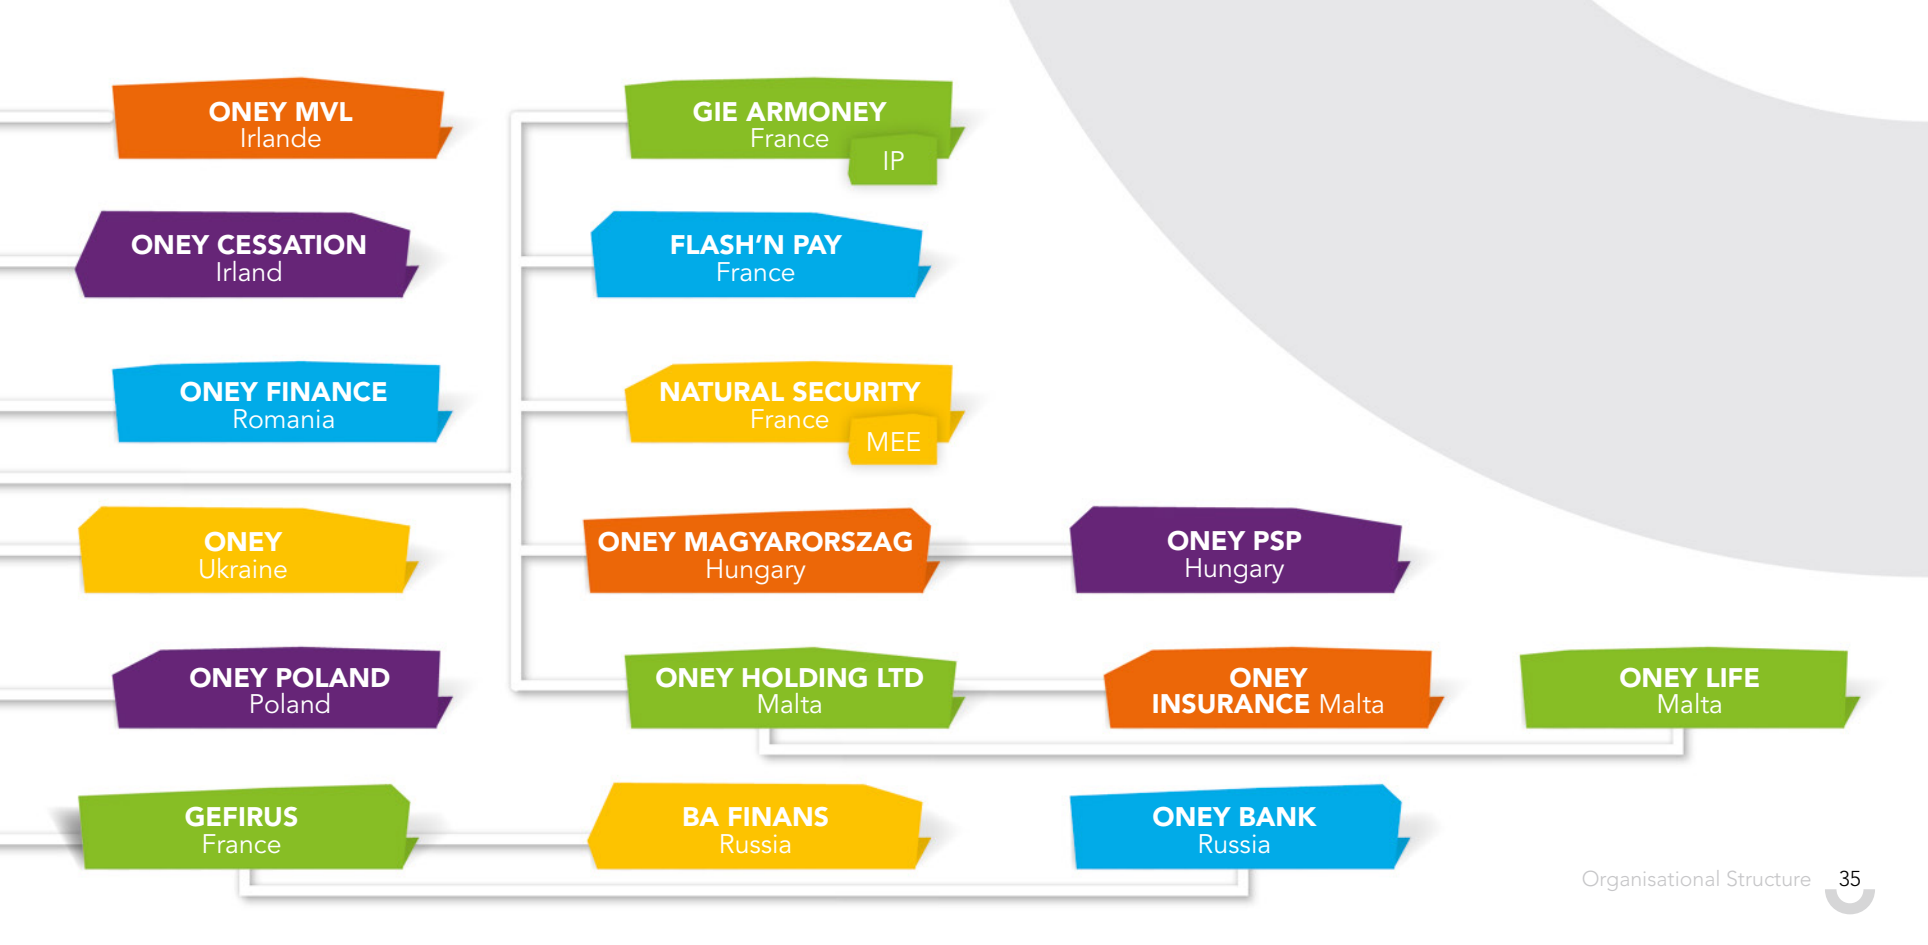 ONEY MVL
Irlande
GIE ARMONEY
France
IP
ONEY CESSATION
Irland
FLASH'N PAY
France
ONEY FINANCE
Romania
NATURAL SECURITY
France
MEE
ONEY
Ukraine
ONEY MAGYARORSZAG
Hungary
ONEY PSP
Hungary
ONEY POLAND
Poland
ONEY HOLDING LTD
Malta
ONEY
INSURANCE Malta
ONEY LIFE
Malta
GEFIRUS
France
BA FINANS
Russia
ONEY BANK
Russia
Organisational Structure 35